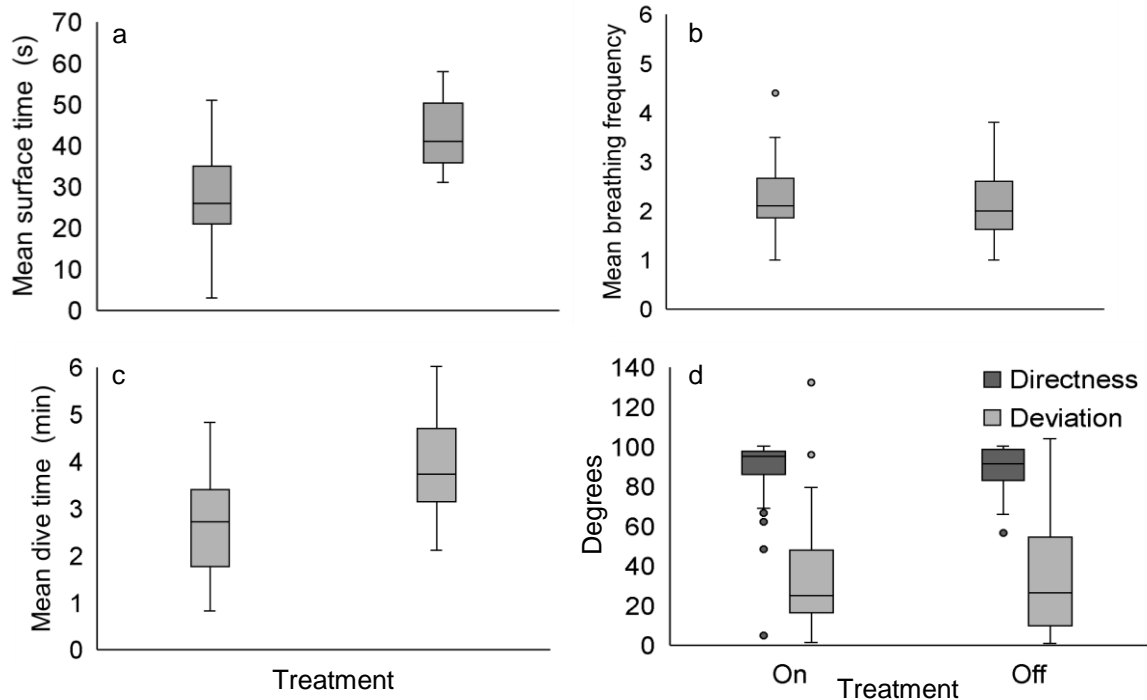 a
Mean surface time (s)
70
60
50
40
30
20
10
0
b
Mean breathing frequency
6
5
4
3
2
1
0
c
Mean dive time (min)
6
5
4
3
2
1
0
Treatment
d
Degrees
140
120
100
80
60
40
20
0
Directness
Deviation
On Off
Treatment